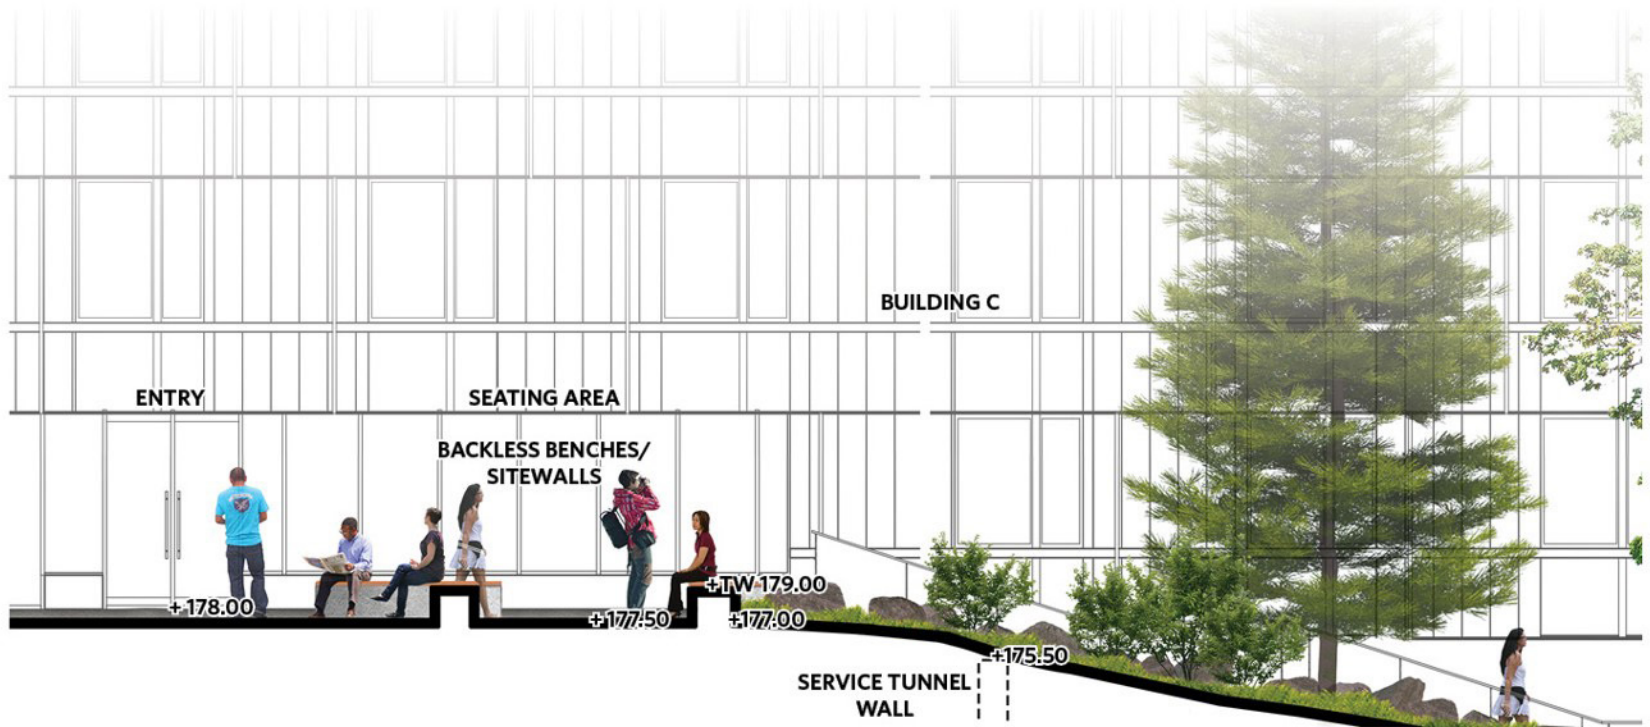 BUILDING C
ENTRY
SEATING AREA
BACKLESS BENCHES/
SITEWALLS
+TW 179.00
+178.00
+177.50
+177.00
+175.50
SERVICE TUNNEL
WALL